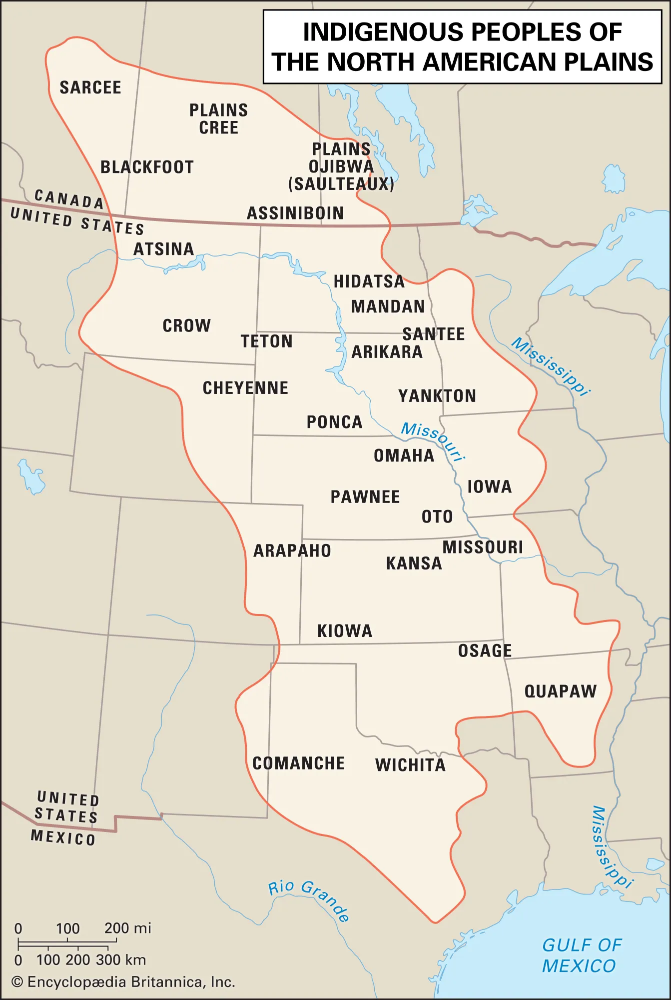 INDIGENOUS PEOPLES OF
THE NORTH AMERICAN PLAINS
SARCEE
PLAINS
CREE
BLACKFOOT
PLAINS
OJIBWA
(SAULTEAUX)
CANADA
UNITED STATES
ASSINIBOIN
ATSINA
HIDATSA
MANDAN
CROW
TETON
SANTEE
ARIKARA
Mississippi
CHEYENNE
YANKTON
PONCA
Missouri
OMAHA
IOWA
PAWNEE
OTO
ARAPAHO
MISSOURI
KANSA
KIOWA
OSAGE
QUAPAW
COMANCHE
WICHITA
UNITED
STATES
MEXICO
Mississippi
Rio Grande
GULF OF
MEXICO
0 100 200 mi
0 100 200 300 km
© Encyclopædia Britannica, Inc.